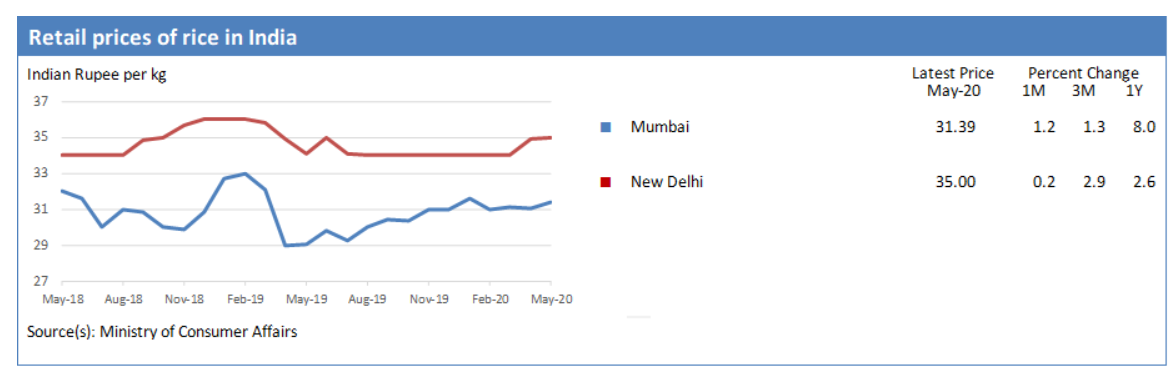 Retail prices of rice in India
Indian Rupee per kg
Latest Price Percent Change
May-20 1M 3M 1Y
37
35
33
31
29
27
May-18 Aug-18 Nov-18 Feb-19 May-19 Aug-19 Nov-19 Feb-20 May-20
Mumbai 31.39 1.2 1.3 8.0
New Delhi 35.00 0.2 2.9 2.6
Source(s): Ministry of Consumer Affairs